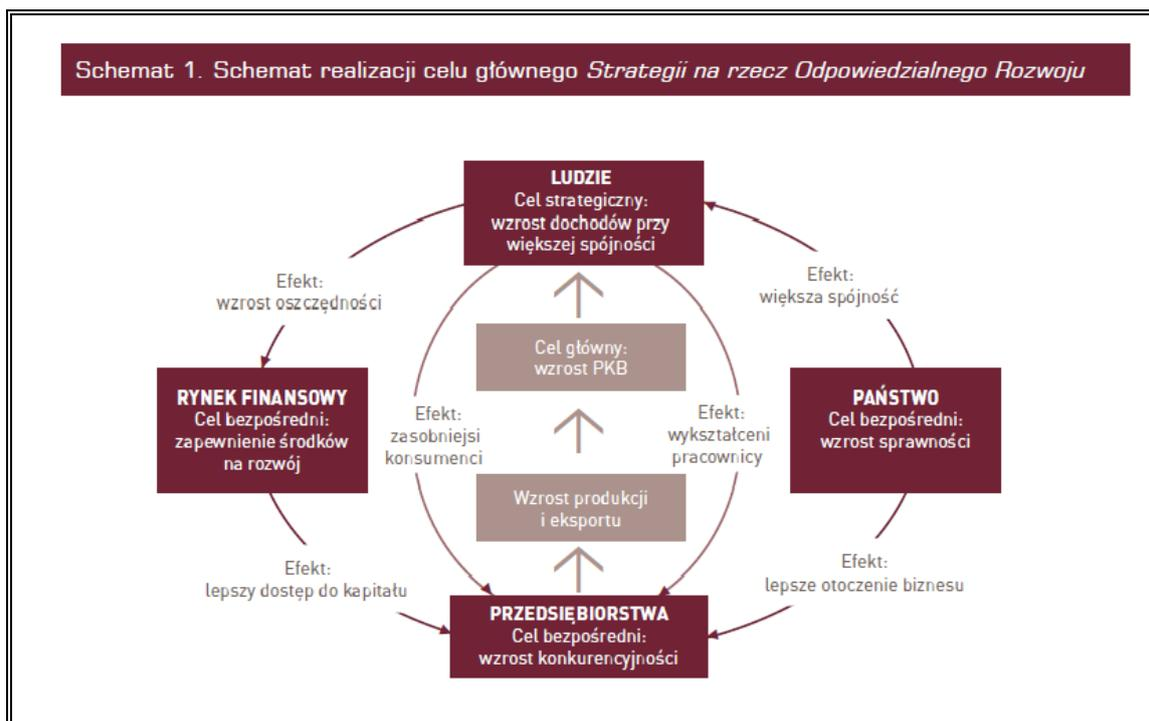 Schemat 1. Schemat realizacji celu głównego Strategii na rzecz Odpowiedzialnego Rozwoju
LUDZIE
Cel strategiczny:
wzrost dochodów przy
większej spójności
Efekt:
wzrost oszczędności
Efekt:
większa spójność
Cel główny:
wzrost PKB
RYNEK FINANSOWY
Cel bezpośredni:
zapewnienie środków
na rozwój
Efekt:
zasobniejsi
konsumenci
Efekt:
wykształceni
pracownicy
PAŃSTWO
Cel bezpośredni:
wzrost sprawności
Wzrost produkcji
i eksportu
Efekt:
lepszy dostęp do kapitału
Efekt:
lepsze otoczenie biznesu
PRZEDSIĘBIORSTWA
Cel bezpośredni:
wzrost konkurencyjności